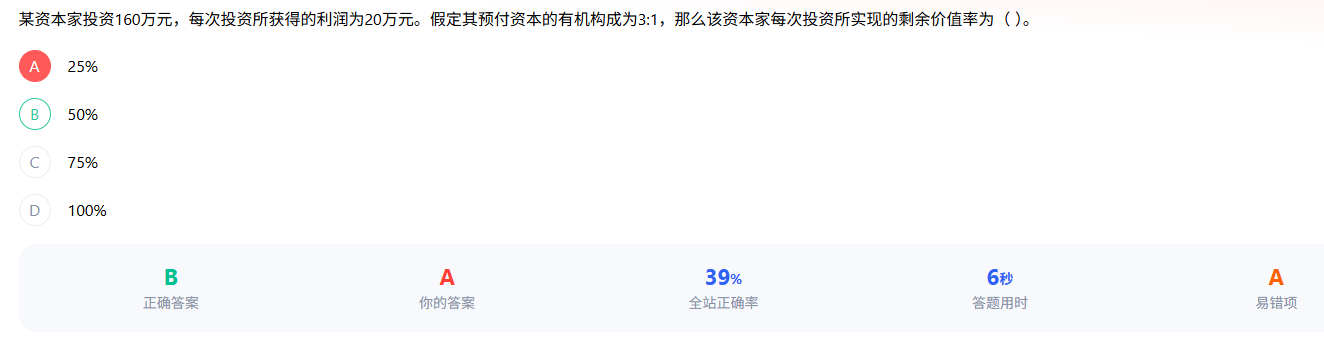 某资本家投资160万元，每次投资所获得的利润为20万元。假定其预付资本的有机构成为3:1，那么该资本家每次投资所实现的剩余价值率为（ ）。
A 25%
B 50%
C 75%
D 100%
B A 39% 6秒 A
正确答案 你的答案 全站正确率 答题用时 易错项